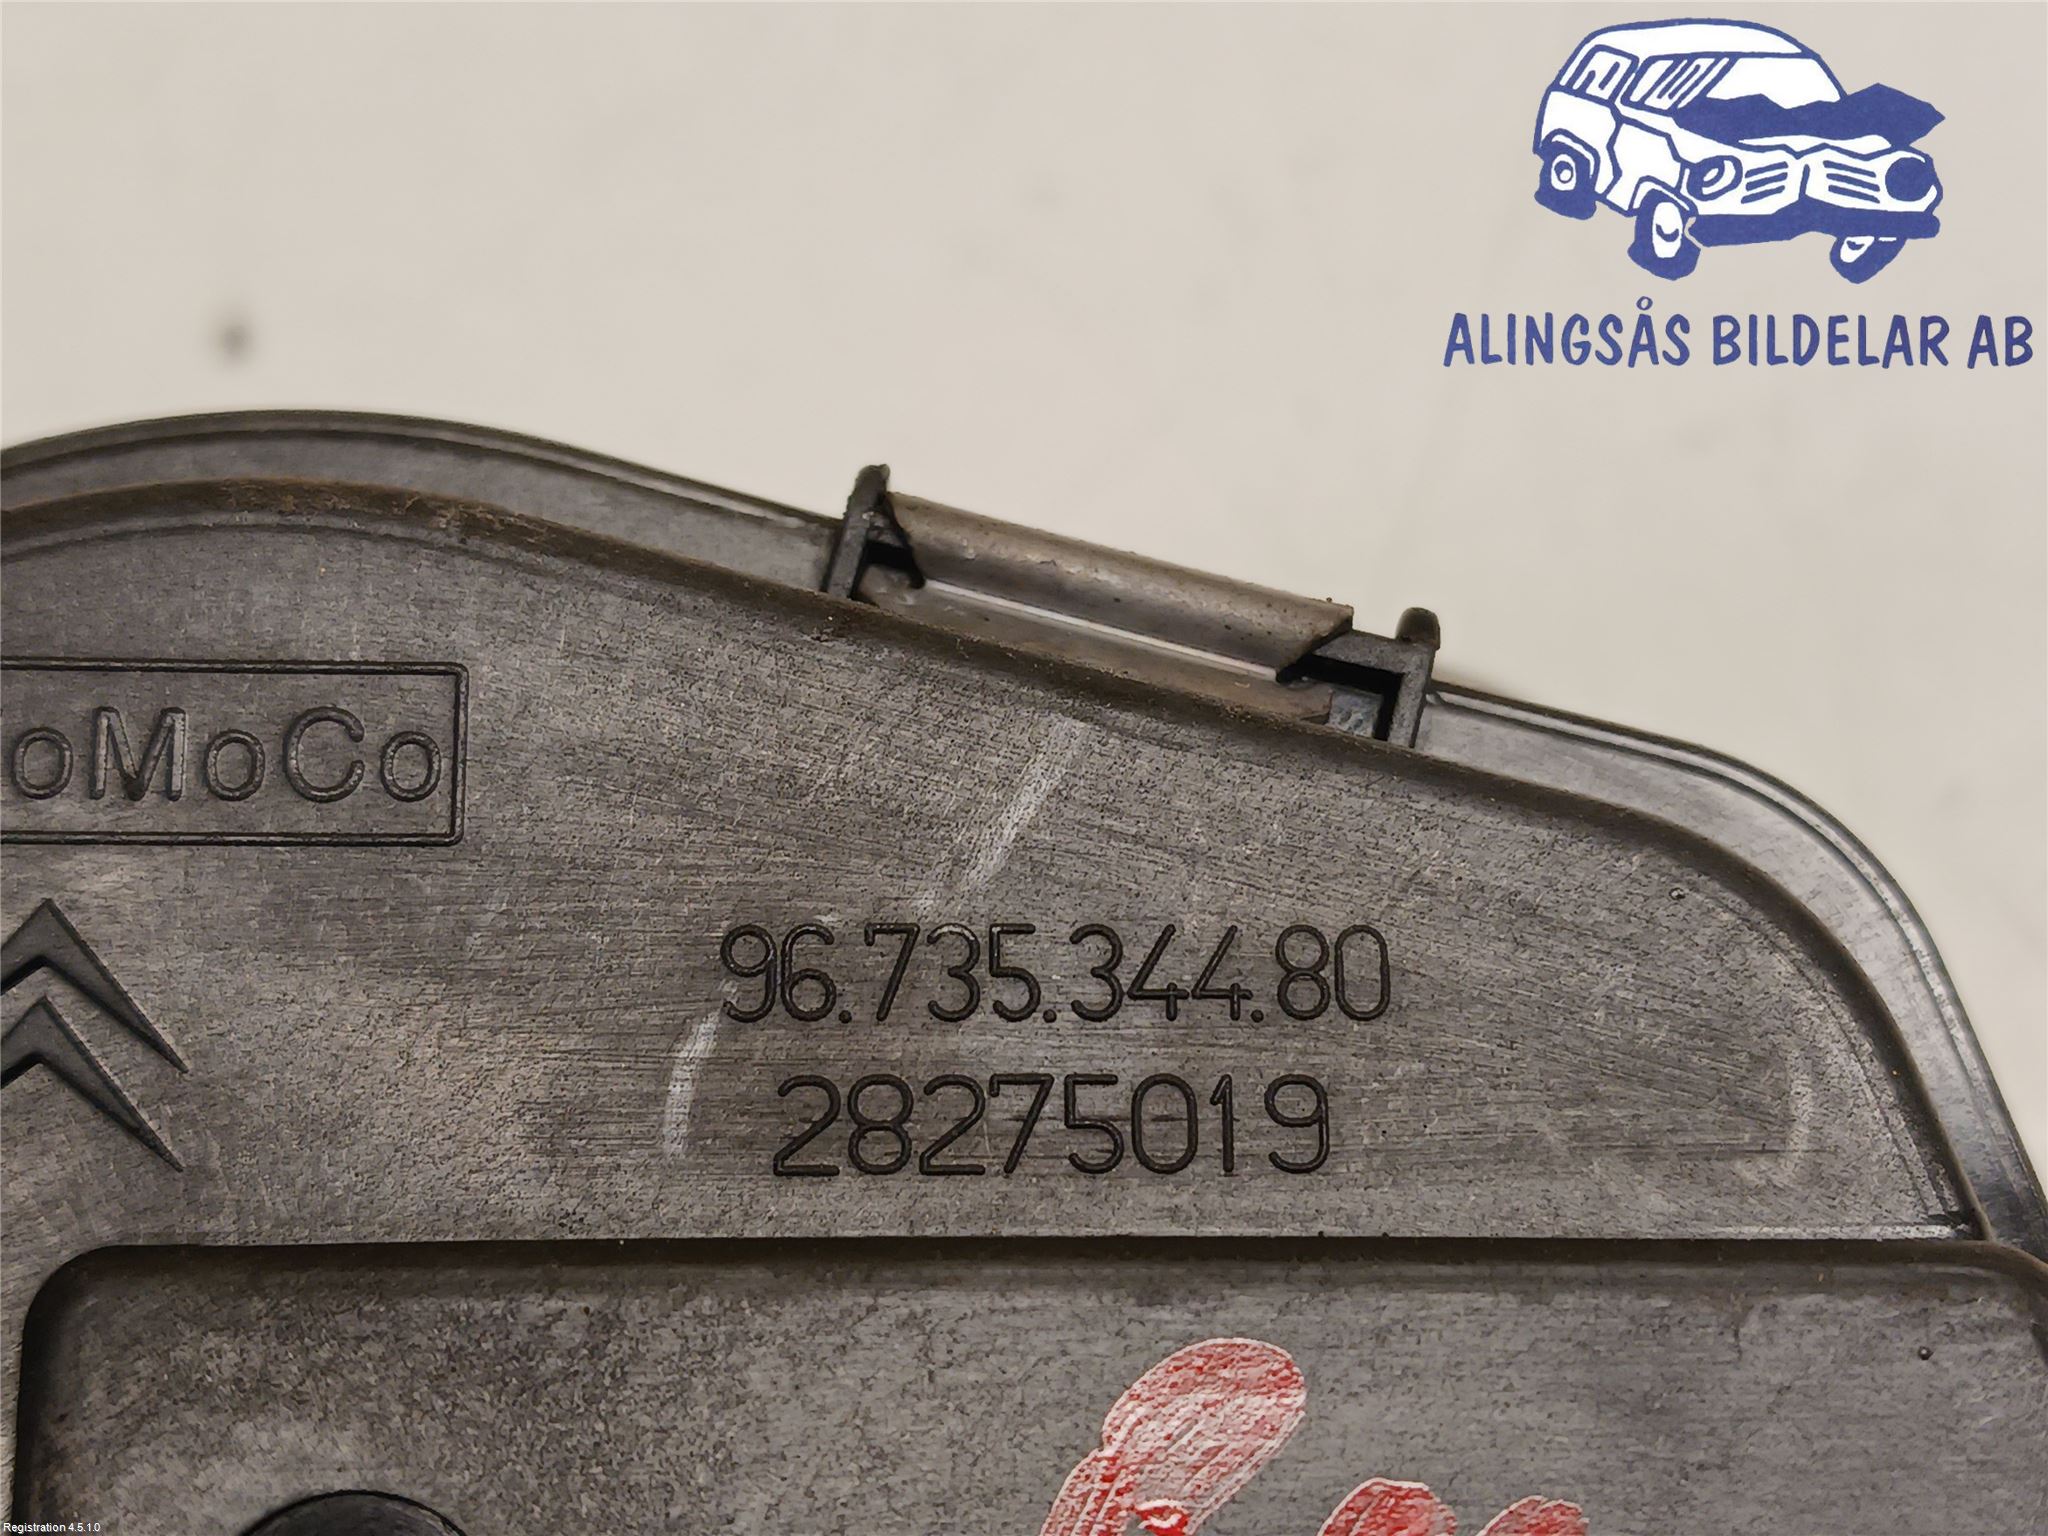 ALINGSÅS BILDELAR AB
oMoCo
96.735.344.80
28275019
Registration 4.5.1.0